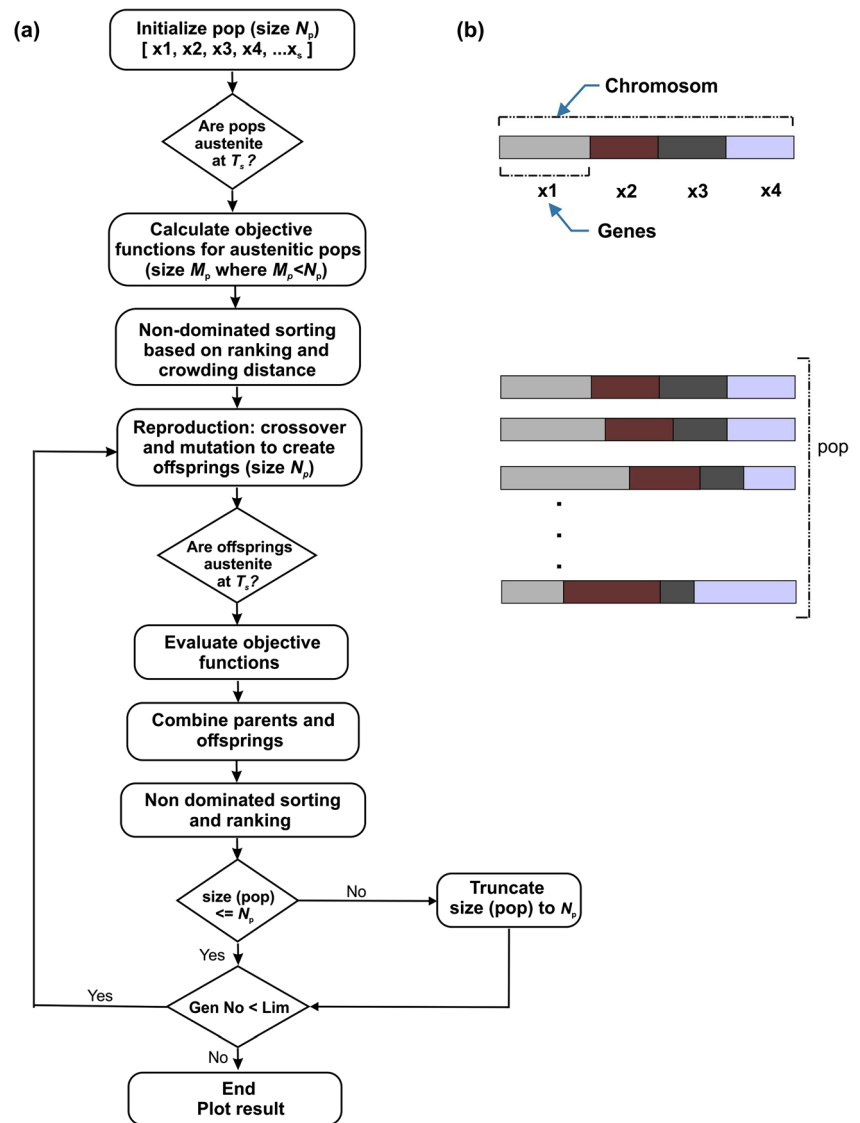 (a)
Initialize pop (size Np)
[ x1, x2, x3, x4, ...xs ]
Are pops
austenite
at Ts?
Calculate objective
functions for austenitic pops
(size Mp where Mp<Np)
Non-dominated sorting
based on ranking and
crowding distance
Reproduction: crossover
and mutation to create
offsprings (size Np)
Are offsprings
austenite
at Ts?
Evaluate objective
functions
Combine parents and
offsprings
Non dominated sorting
and ranking
size (pop)
<= Np
No
Truncate
size (pop) to Np
Yes
Gen No < Lim
Yes
No
End
Plot result
(b)
Chromosom
x1 x2 x3 x4
Genes
pop